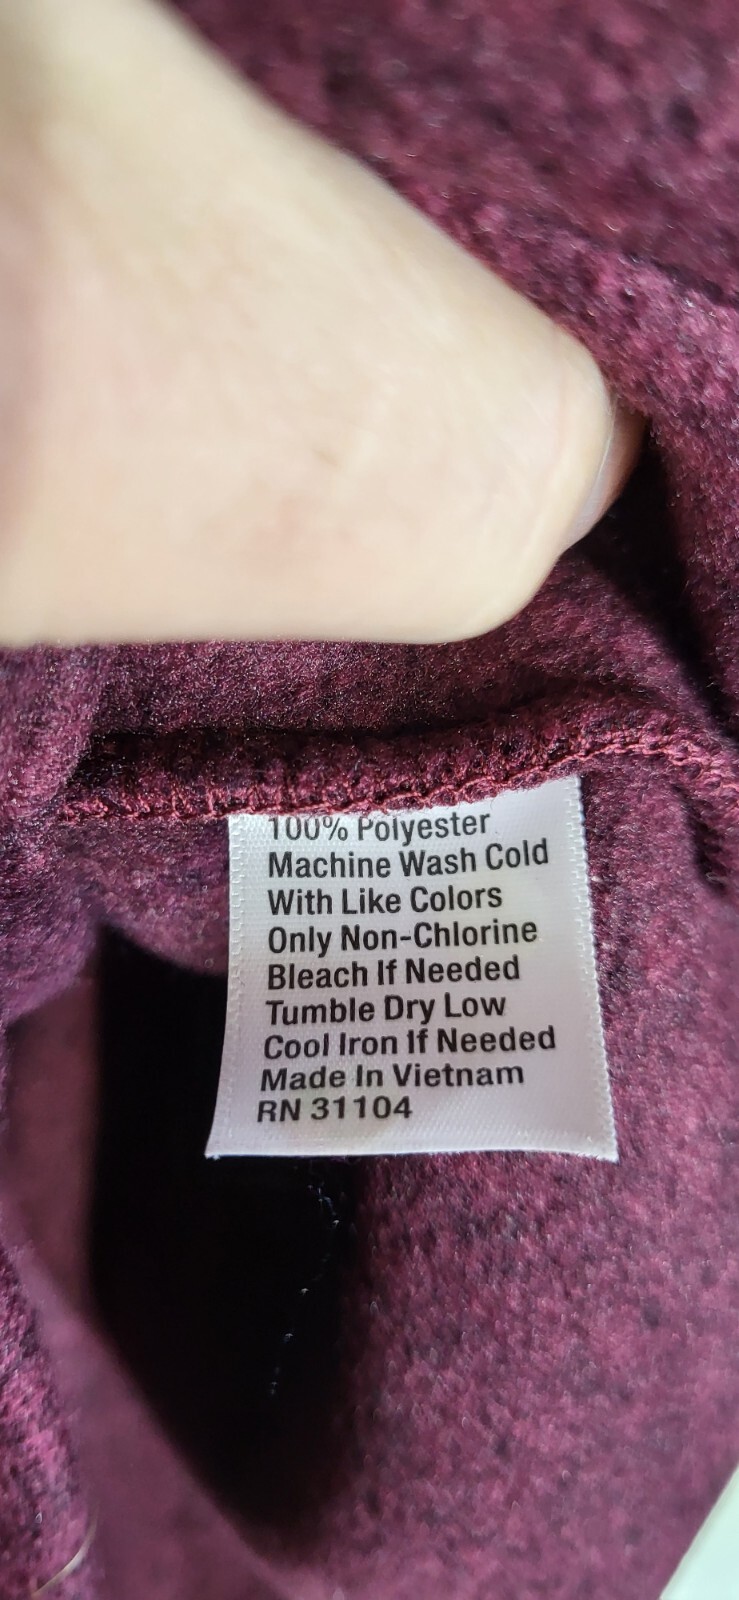 100% Polyester
Machine Wash Cold
With Like Colors
Only Non-Chlorine
Bleach If Needed
Tumble Dry Low
Cool Iron If Needed
Made In Vietnam
RN 31104